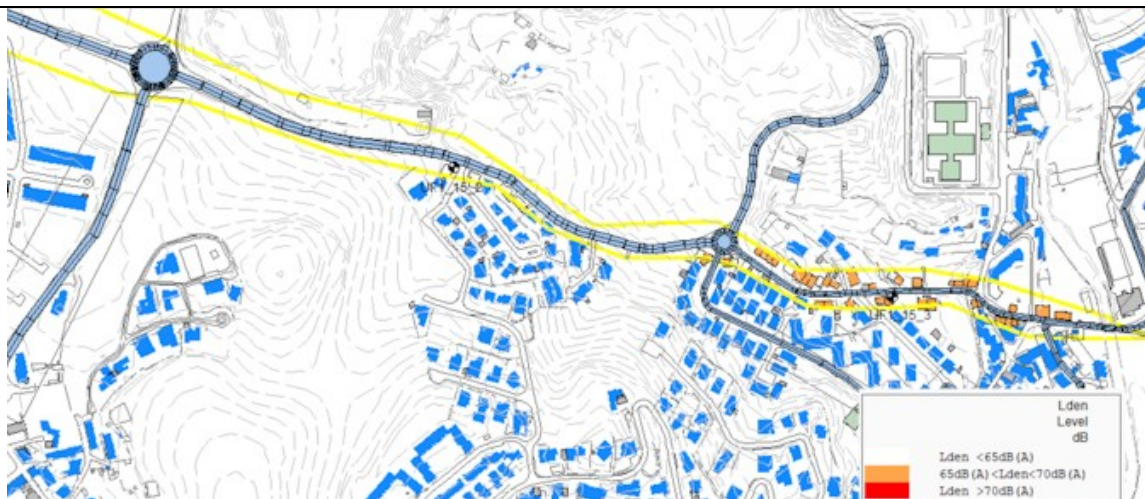 Lden
Level
dB
Lden <65dB(A)
65dB(A)<Lden<70dB(A)
Lden >70dB(A)